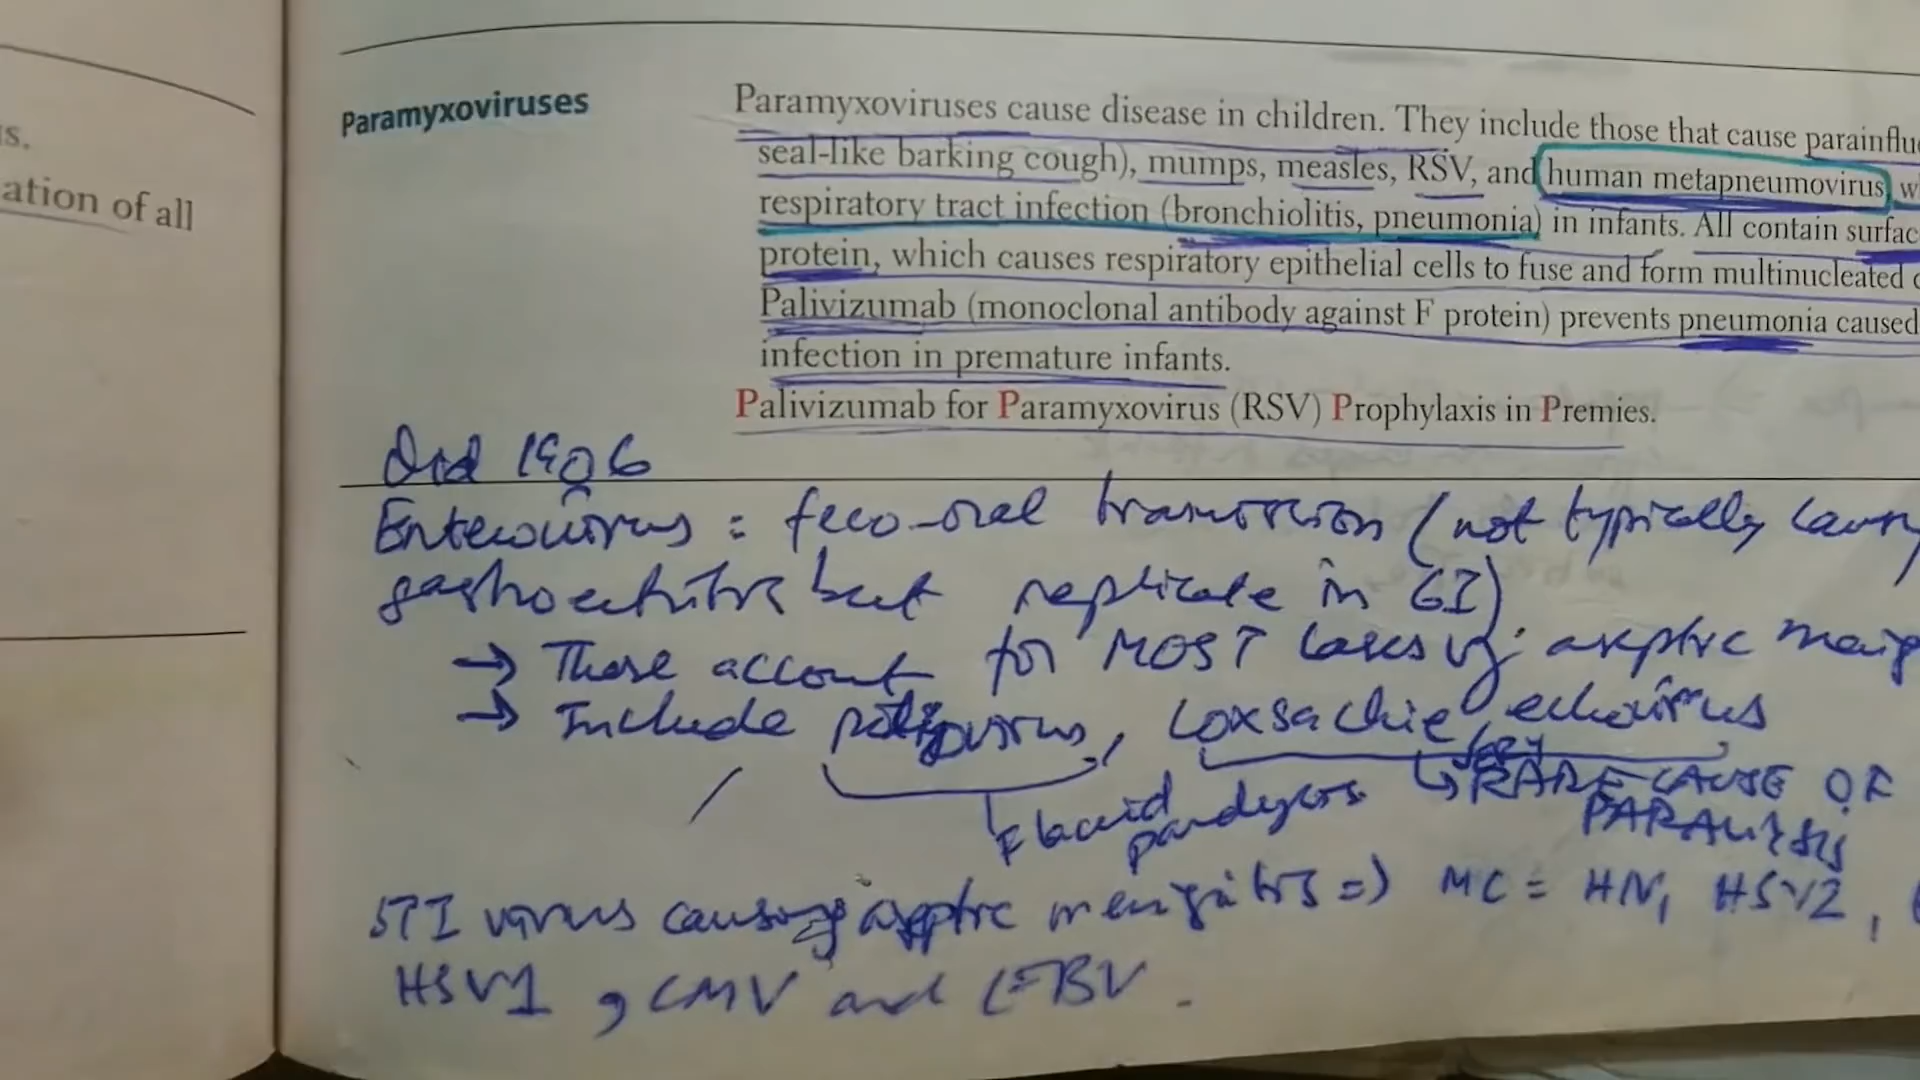 is.
ation of all
Paramyxoviruses
Paramyxoviruses cause disease in children. They include those that cause parainflu
seal-like barking cough), mumps, measles, RSV, and human metapneumovirus, w
respiratory tract infection (bronchiolitis, pneumonia) in infants. All contain surfac
protein, which causes respiratory epithelial cells to fuse and form multinucleated
Palivizumab (monoclonal antibody against F protein) prevents pneumonia caused
infection in premature infants.
Palivizumab for Paramyxovirus (RSV) Prophylaxis in Premies.
1906
Enterovirus : feco-oral transmission (not typically
but replicate in GI)
→ These account for MOST cases of: aseptic
→ Include poliovirus, coxsackie, echovirus
Flaccid paralysis
↳ RARE CAUSE OF
PARALYSIS
STI virus causing aseptic meningitis => MC = HIV, HSV2,
HSV1, CMV and EBV.